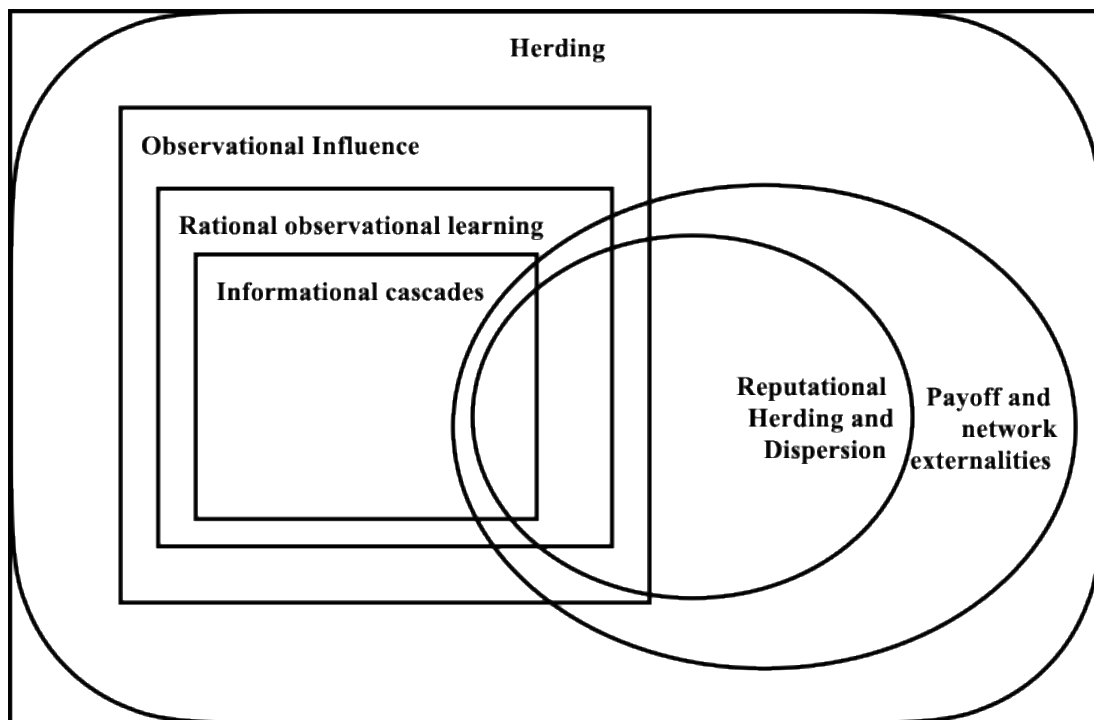 Herding
Observational Influence
Rational observational learning
Informational cascades
Reputational
Herding and
Dispersion
Payoff and
network
externalities